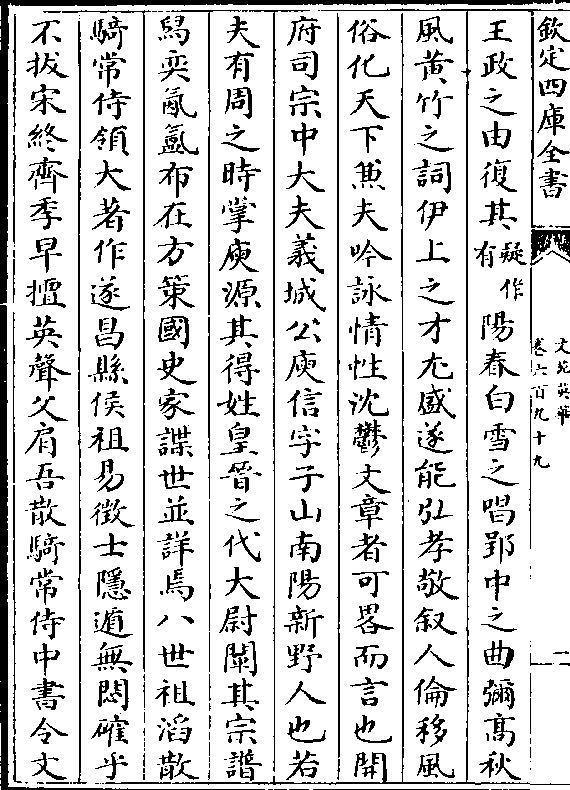 欽定四庫全書
文苑英華
卷六百九十九
二
王政之由復其疑作有陽春白雪之唱郢中之曲彌髙秋
風黄竹之詞伊上之才尤盛遂能弘孝敬叙人倫移風
俗化天下兼夫吟詠情性沈鬱文章者可畧而言也開
府司宗中大夫義城公庾信字子山南陽新野人也若
夫有周之時掌庾源其得姓皇晉之代大尉闡其宗譜
舄奕氤氲布在方策國史家諜世並詳焉八世祖滔散
騎常侍領大著作遂昌縣侯祖易徴士隱遁無悶確乎
不拔宋終齊季早擅英聲父肩吾散騎常侍中書令文